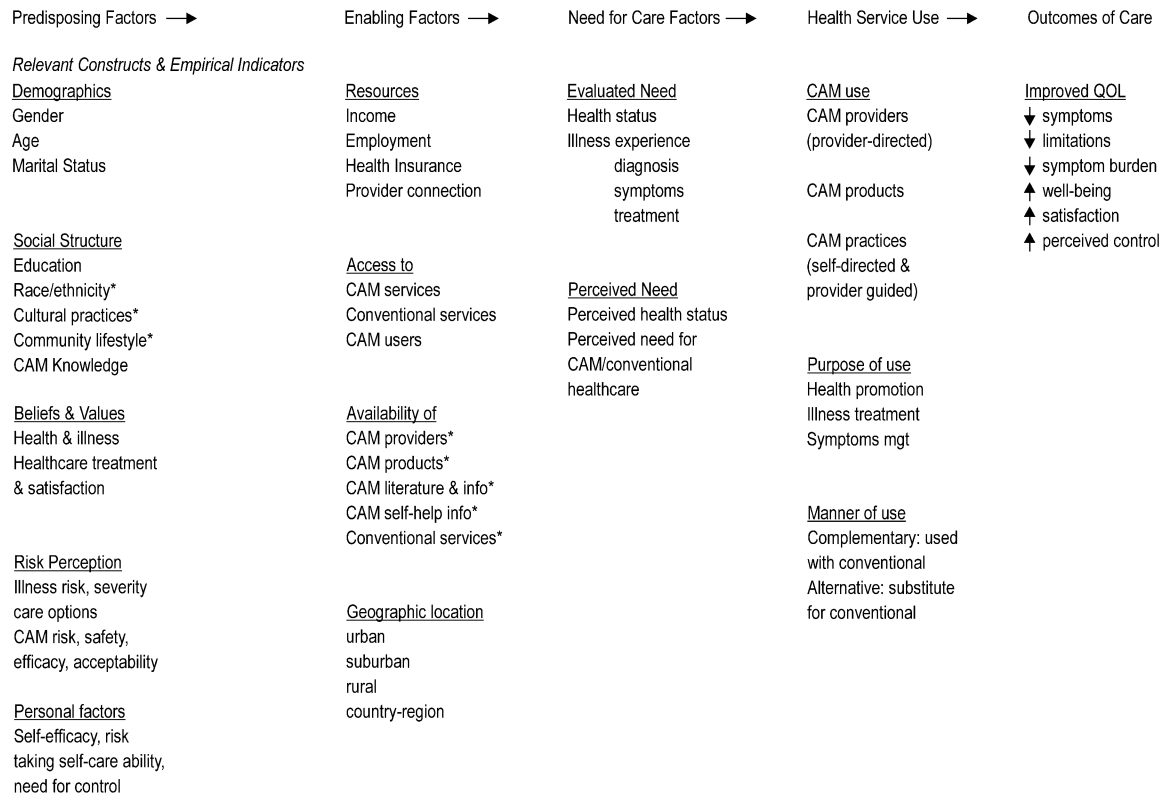 Predisposing Factors →
Enabling Factors →
Need for Care Factors →
Health Service Use →
Outcomes of Care
Relevant Constructs & Empirical Indicators
Demographics
Gender
Age
Marital Status
Social Structure
Education
Race/ethnicity*
Cultural practices*
Community lifestyle*
CAM Knowledge
Beliefs & Values
Health & illness
Healthcare treatment
& satisfaction
Risk Perception
Illness risk, severity
care options
CAM risk, safety,
efficacy, acceptability
Personal factors
Self-efficacy, risk
taking self-care ability,
need for control
Resources
Income
Employment
Health Insurance
Provider connection
Access to
CAM services
Conventional services
CAM users
Availability of
CAM providers*
CAM products*
CAM literature & info*
CAM self-help info*
Conventional services*
Geographic location
urban
suburban
rural
country-region
Evaluated Need
Health status
Illness experience
diagnosis
symptoms
treatment
Perceived Need
Perceived health status
Perceived need for
CAM/conventional
healthcare
CAM use
CAM providers
(provider-directed)
CAM products
CAM practices
(self-directed &
provider guided)
Purpose of use
Health promotion
Illness treatment
Symptoms mgt
Manner of use
Complementary: used
with conventional
Alternative: substitute
for conventional
Improved QOL
↓ symptoms
↓ limitations
↓ symptom burden
↑ well-being
↑ satisfaction
↑ perceived control